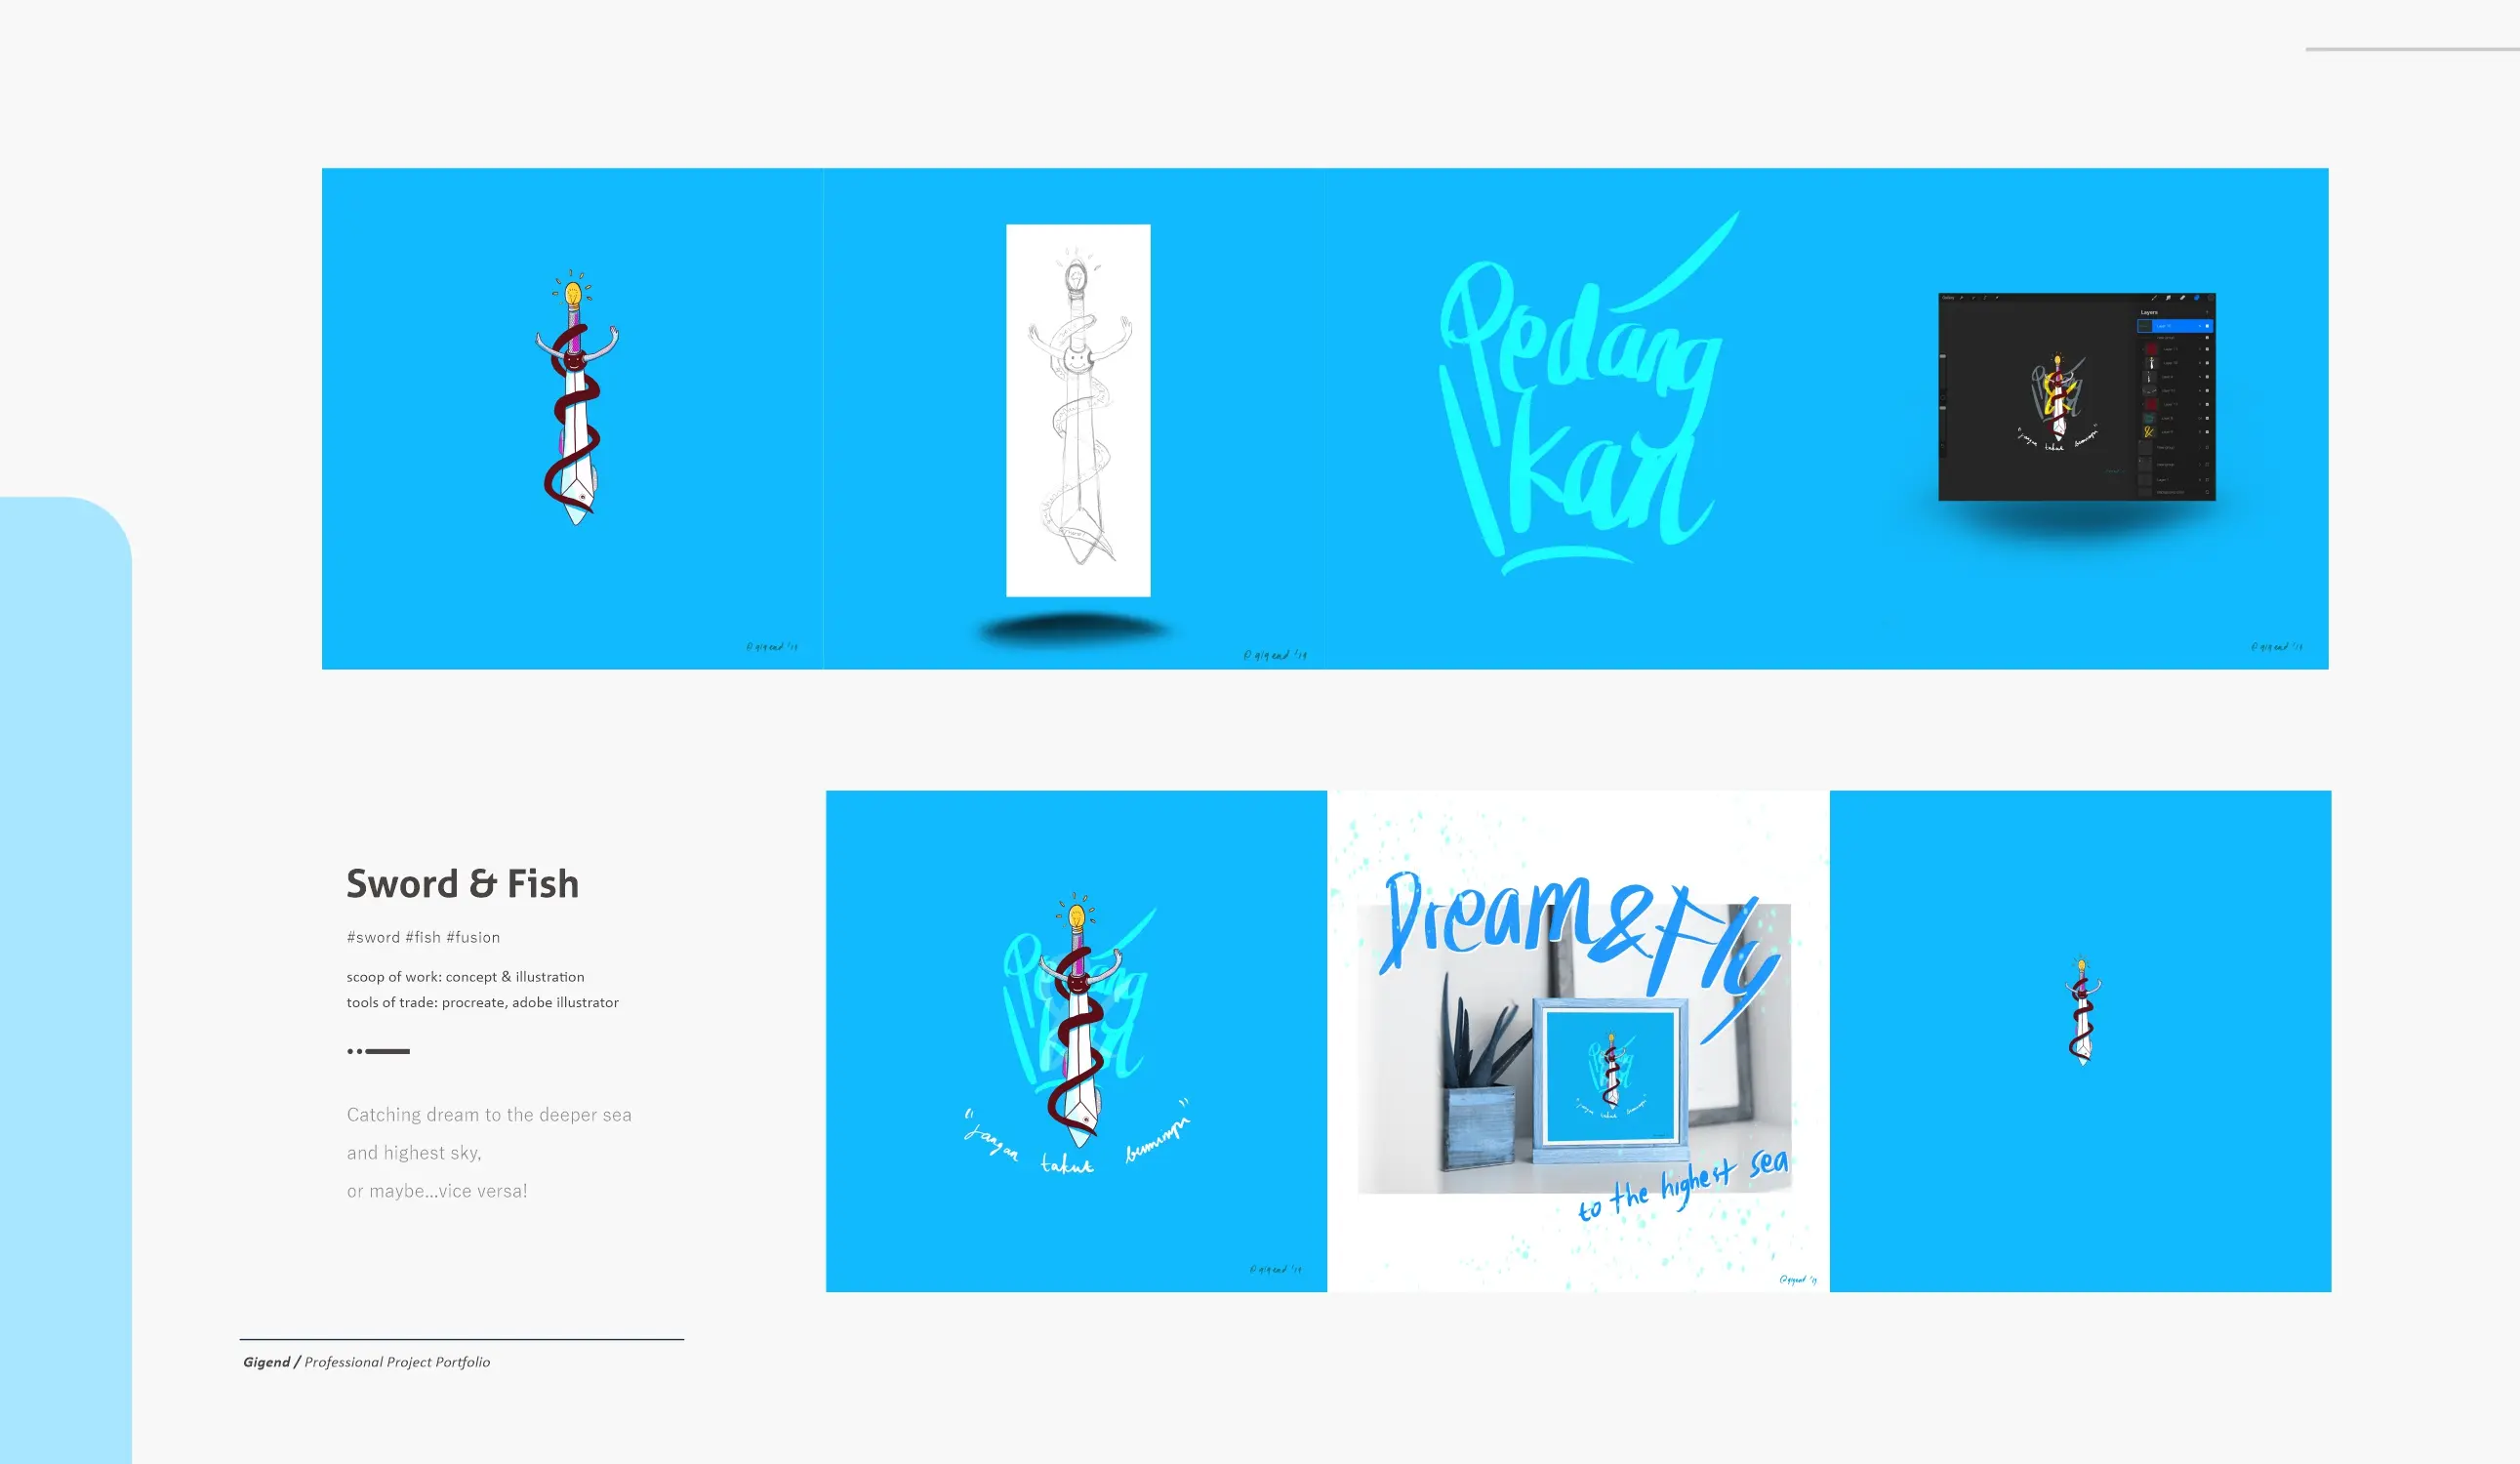 Pedang
Ikan
Layers
@gigend '19
@gigend '19
@gigend '19
Sword & Fish
#sword #fish #fusion
scoop of work: concept & illustration
tools of trade: procreate, adobe illustrator
Catching dream to the deeper sea
and highest sky,
or maybe...vice versa!
Pedang
Ikan
"Jangan takut bermimpi"
@gigend '19
Dream & Fly
to the highest sea
@gigend '19
Gigend / Professional Project Portfolio